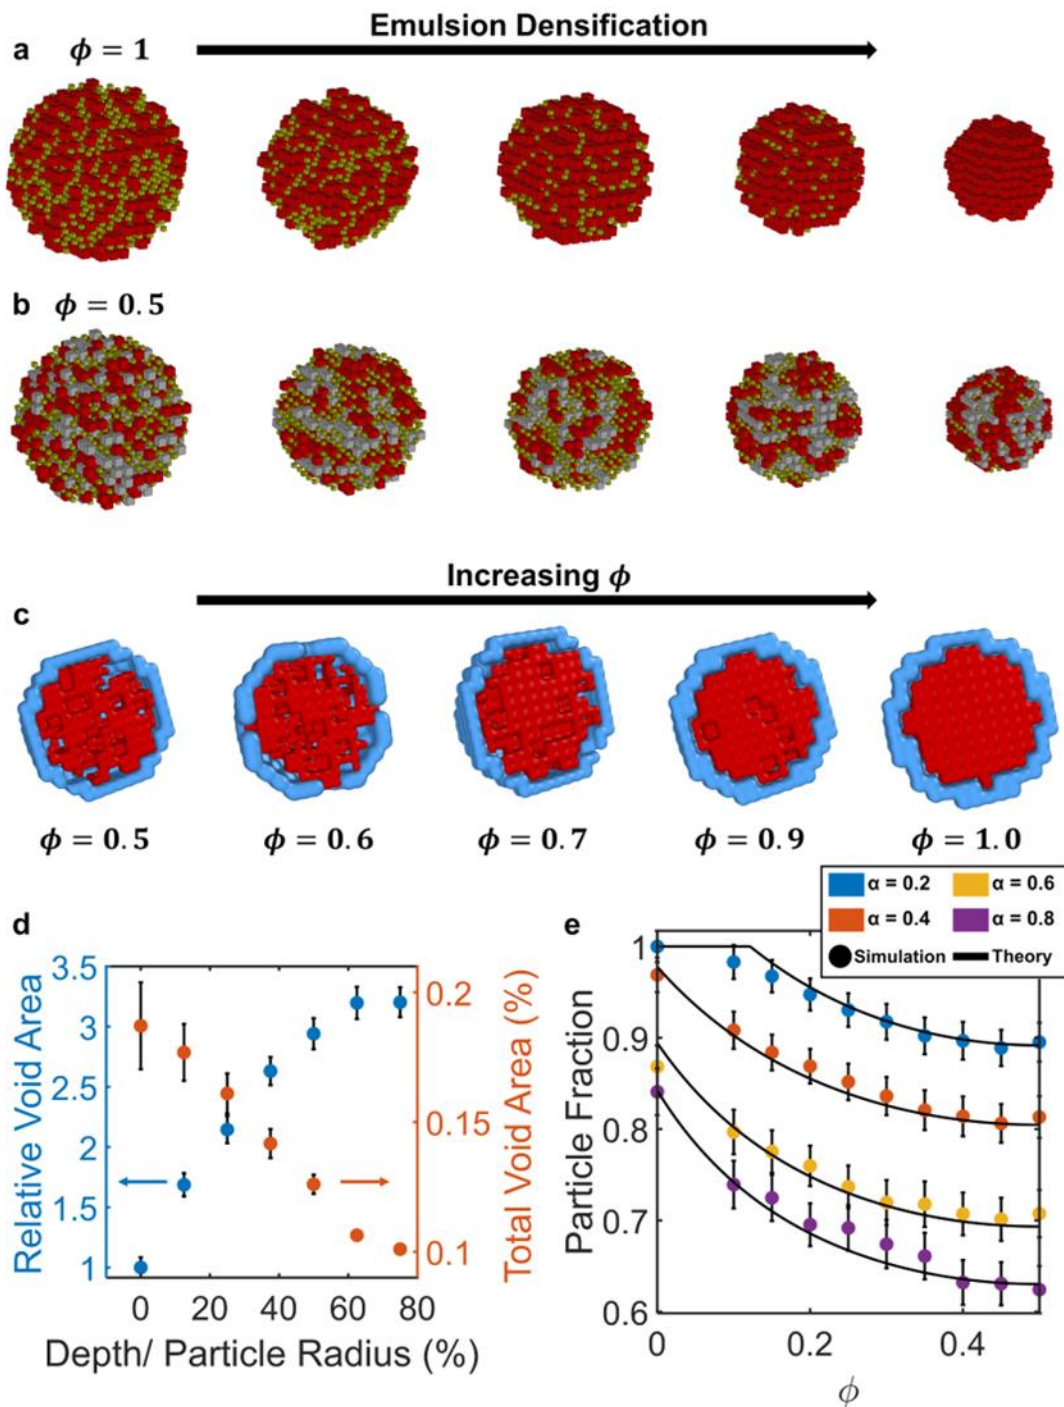 Emulsion Densification
a ϕ = 1
b ϕ = 0.5
Increasing ϕ
c
ϕ = 0.5 ϕ = 0.6 ϕ = 0.7 ϕ = 0.9 ϕ = 1.0
α = 0.2 α = 0.6
α = 0.4 α = 0.8
Simulation Theory
d
3.5
3
2.5
2
1.5
1
Relative Void Area
0.2
0.15
0.1
Total Void Area (%)
0 20 40 60 80
Depth/ Particle Radius (%)
e
1
0.9
0.8
0.7
0.6
Particle Fraction
0 0.2 0.4
ϕ